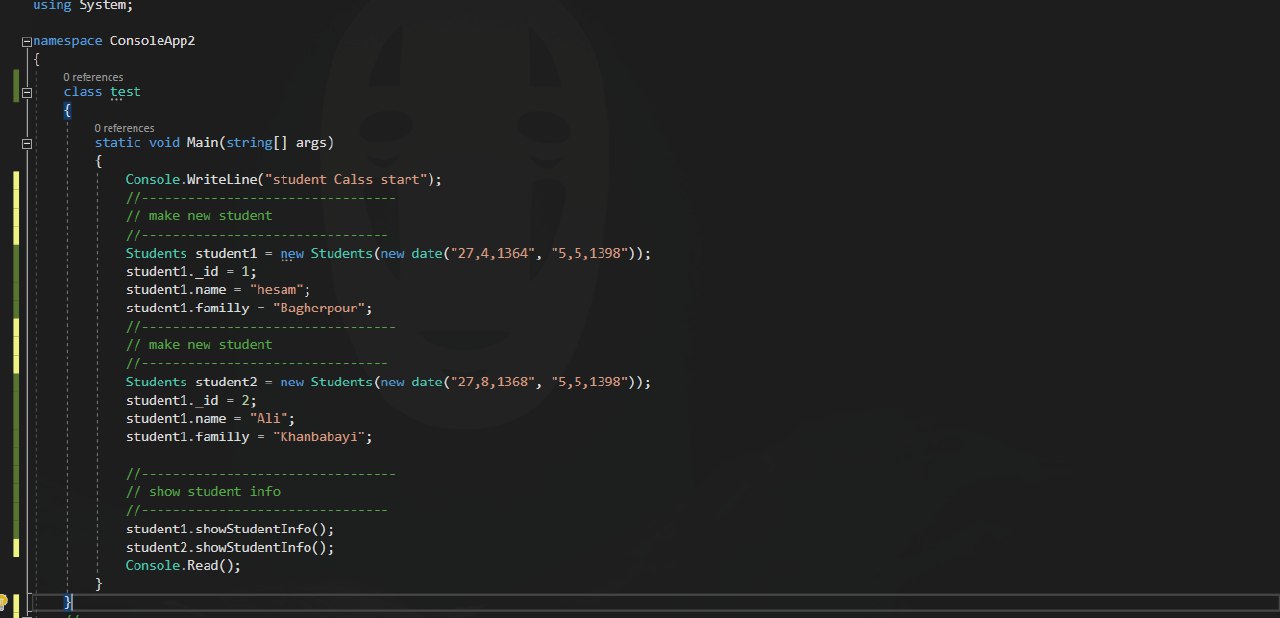 using System;
namespace ConsoleApp2
{
0 references
class test
{
0 references
static void Main(string[] args)
{
Console.WriteLine("student Calss start");
//---------------------------------
// make new student
//--------------------------------
Students student1 = new Students(new date("27,4,1364", "5,5,1398"));
student1._id = 1;
student1.name = "hesam";
student1.familly = "Bagherpour";
//---------------------------------
// make new student
//--------------------------------
Students student2 = new Students(new date("27,8,1368", "5,5,1398"));
student1._id = 2;
student1.name = "Ali";
student1.familly = "Khanbabayi";
//---------------------------------
// show student info
//--------------------------------
student1.showStudentInfo();
student2.showStudentInfo();
Console.Read();
}
}